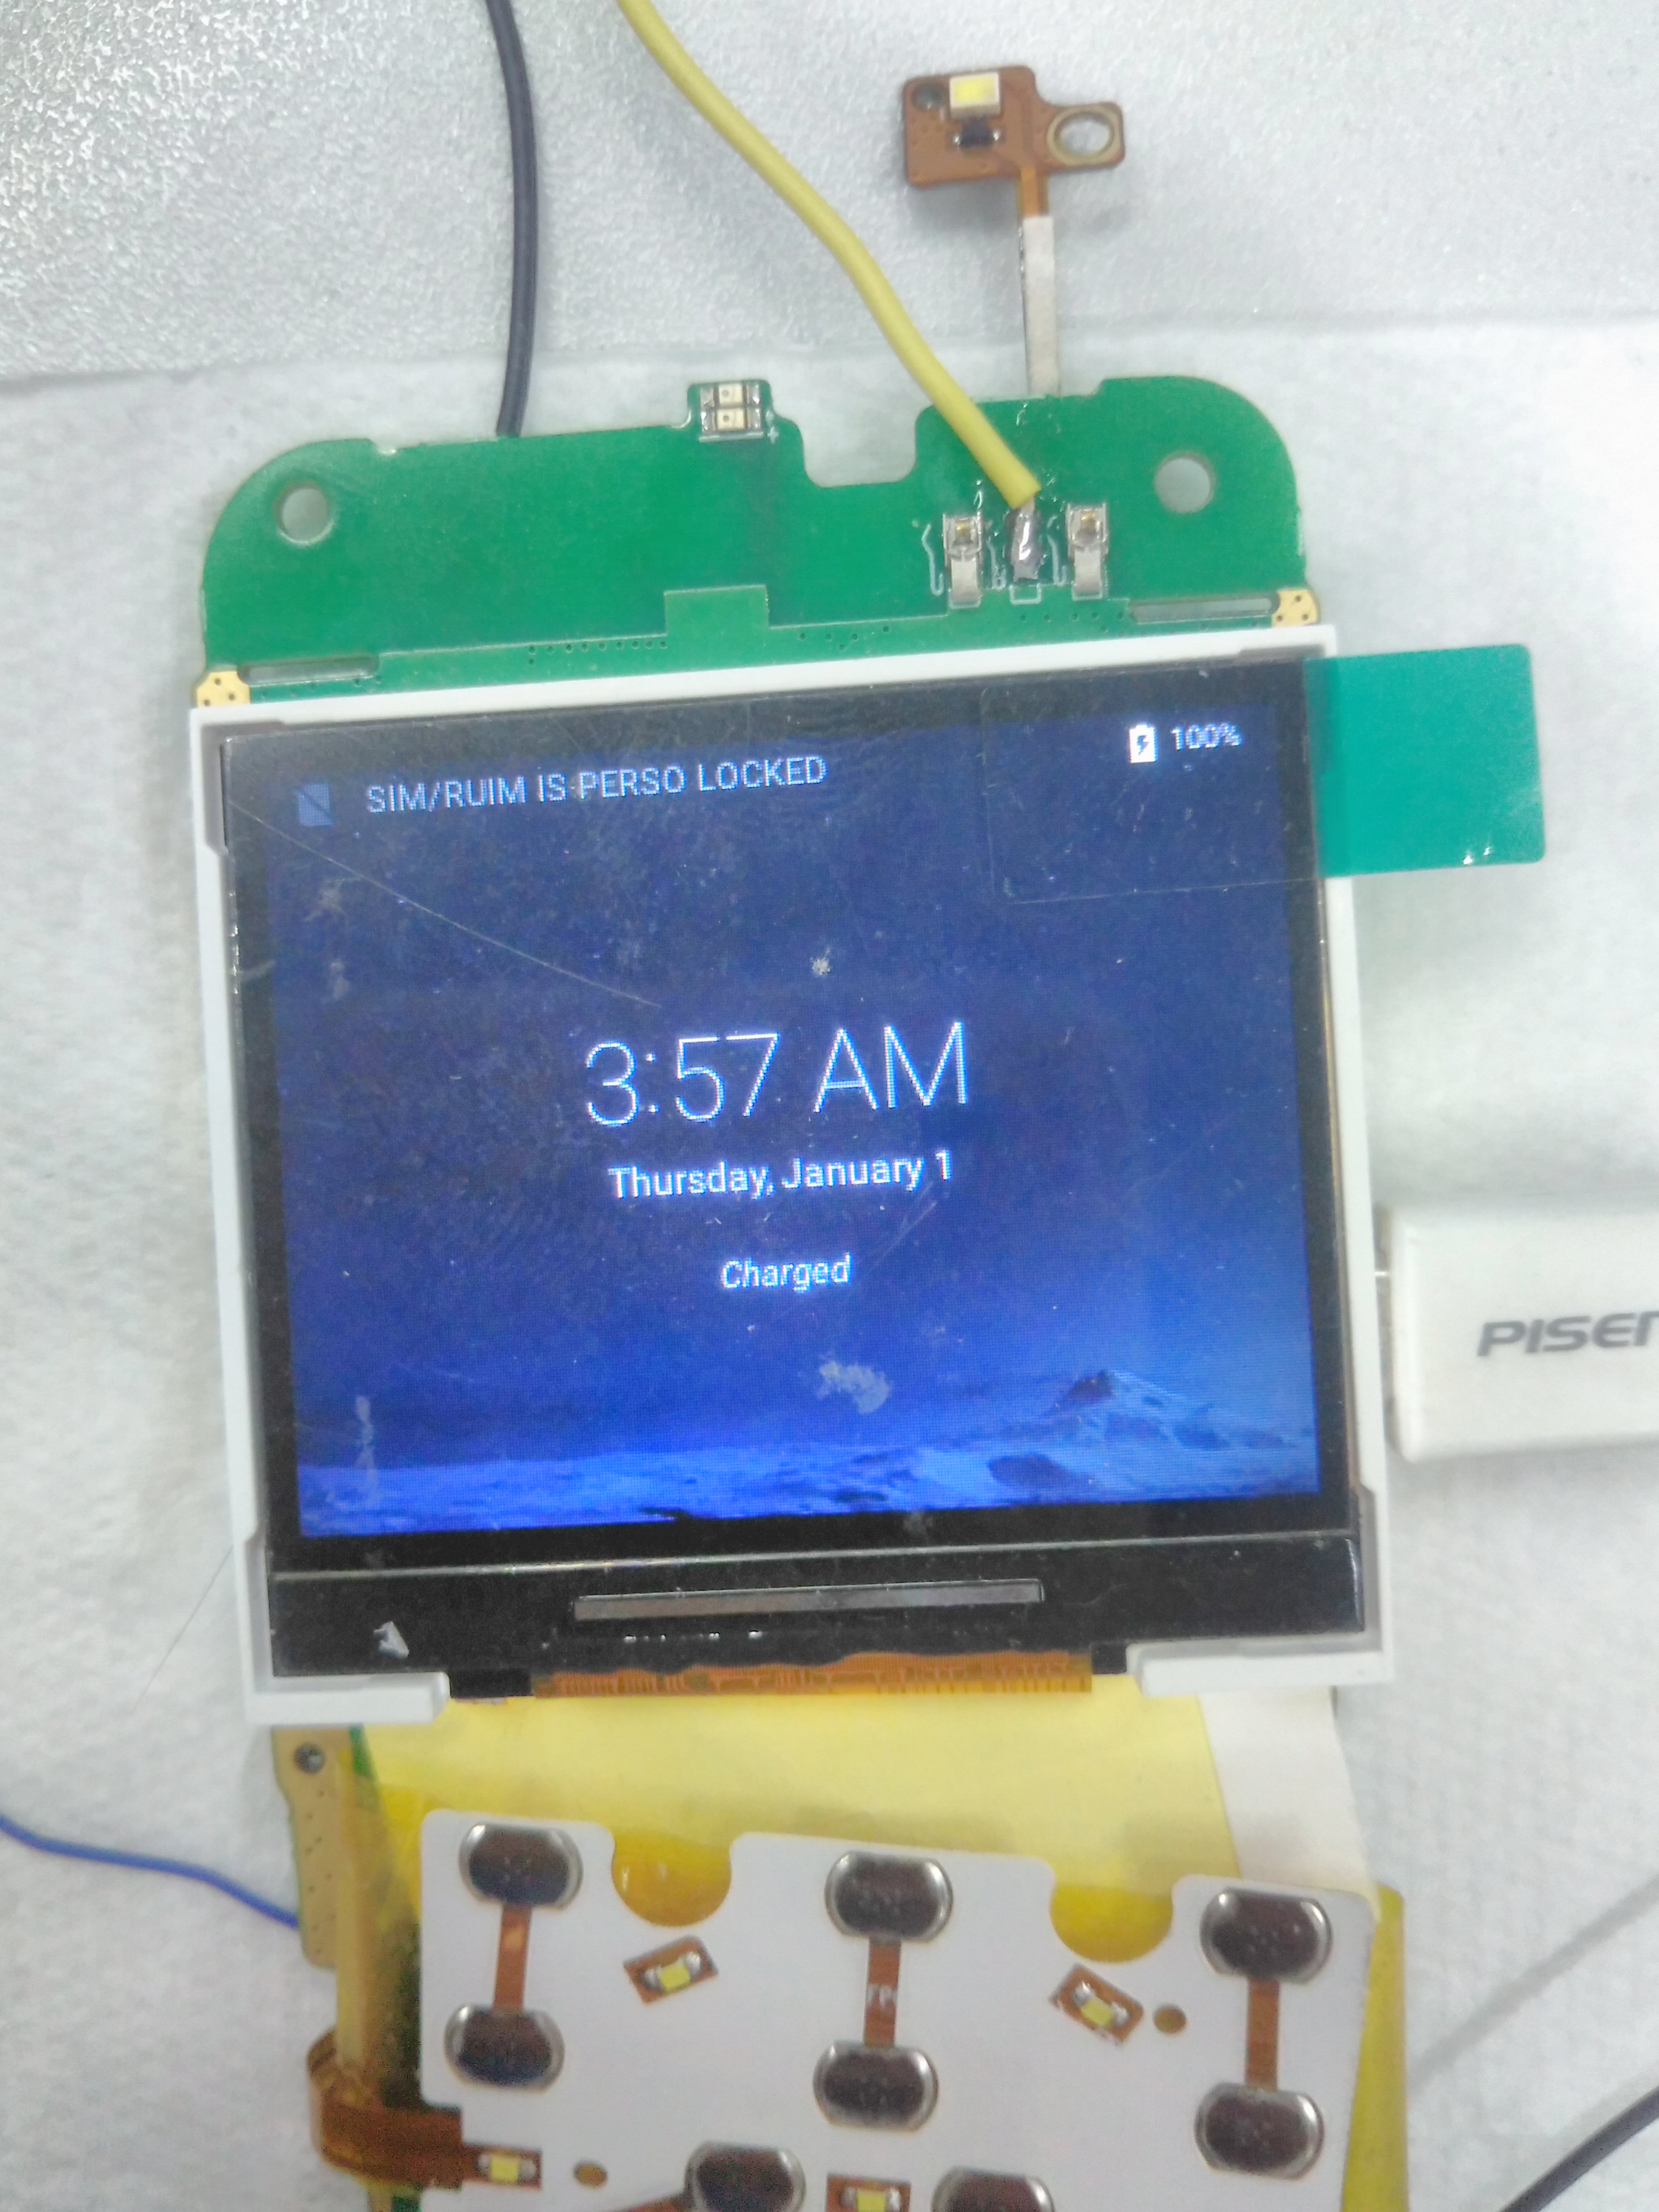 100%
SIM/RUIM IS PERSO LOCKED
3:57 AM
Thursday, January 1
Charged
PISEN